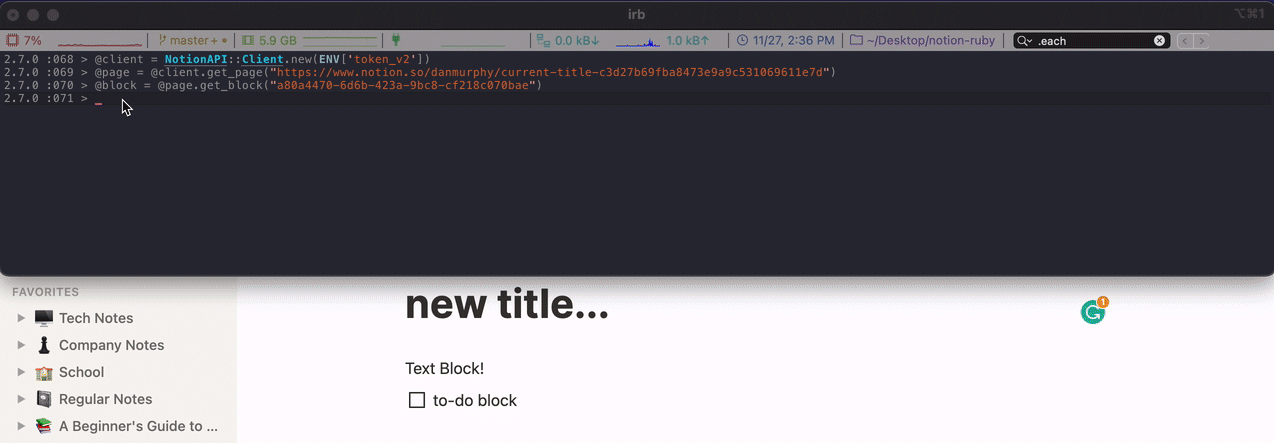 irb
⌥⌘1
7% master+ • 5.9 GB 0.0 kB↓ 1.0 kB↑ 11/27, 2:36 PM ~/Desktop/notion-ruby .each
2.7.0 :068 > @client = NotionAPI::Client.new(ENV['token_v2'])
2.7.0 :069 > @page = @client.get_page("https://www.notion.so/danmurphy/current-title-c3d27b69fba8473e9a9c531069611e7d")
2.7.0 :070 > @block = @page.get_block("a80a4470-6d6b-423a-9bc8-cf218c070bae")
2.7.0 :071 > _
FAVORITES
Tech Notes
Company Notes
School
Regular Notes
A Beginner's Guide to ...
new title...
1
Text Block!
to-do block